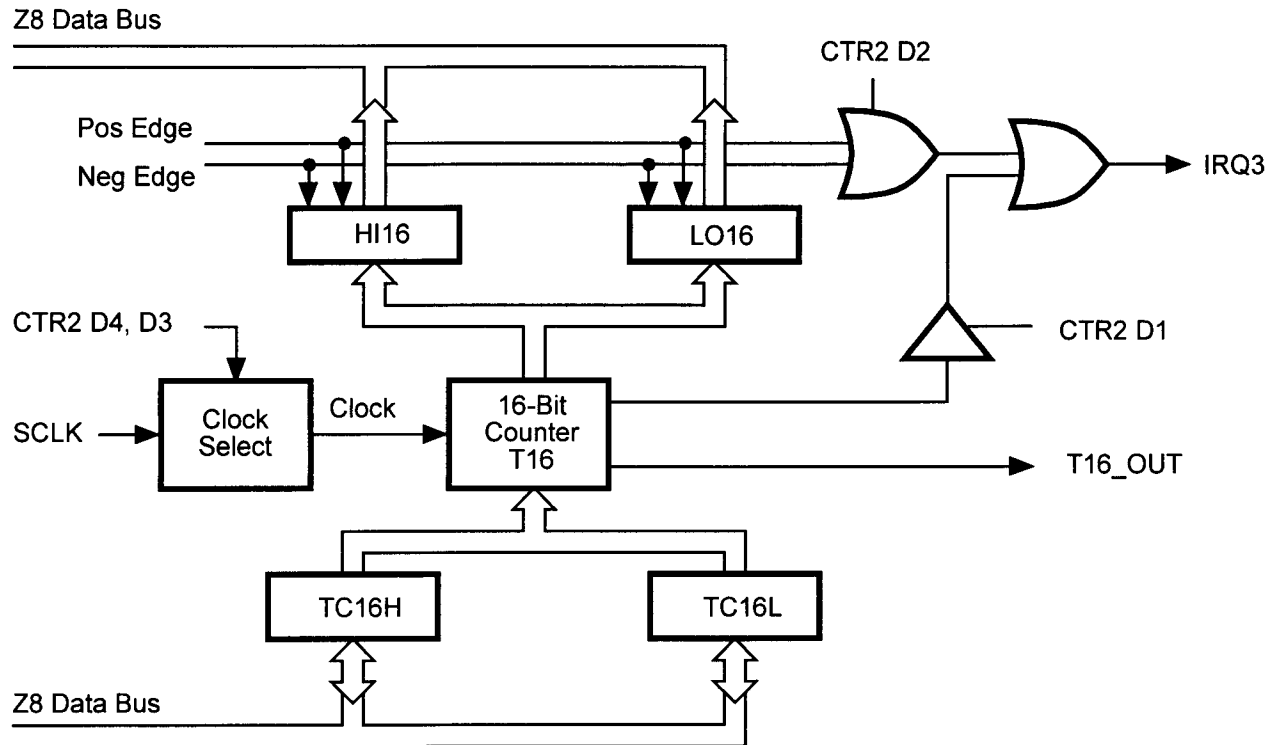 Z8 Data Bus
CTR2 D2
Pos Edge
Neg Edge
IRQ3
HI16
LO16
CTR2 D4, D3
CTR2 D1
SCLK
Clock
Select
Clock
16-Bit
Counter
T16
T16_OUT
TC16H
TC16L
Z8 Data Bus